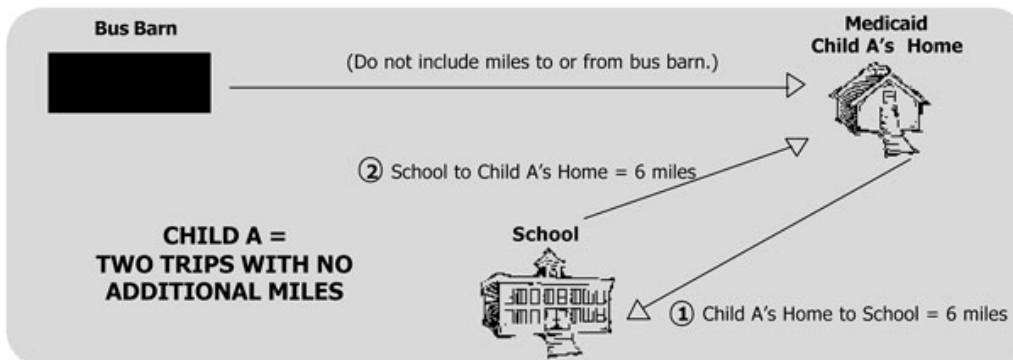 Bus Barn
Medicaid
Child A's Home
(Do not include miles to or from bus barn.)
② School to Child A's Home = 6 miles
CHILD A =
TWO TRIPS WITH NO
ADDITIONAL MILES
School
① Child A's Home to School = 6 miles